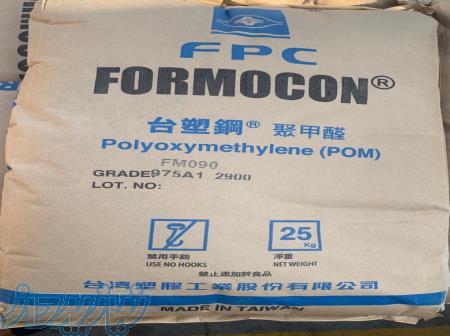 FPC
FORMOCON®
台塑鋼® 聚甲醛
Polyoxymethylene (POM)
FM090
GRADE: 975A1 2900
LOT. NO:
禁用手鈎
USE NO HOOKS
25 Kg
淨重
NET WEIGHT
禁止添加於食品
台灣塑膠工業股份有限公司
MADE IN TAIWAN